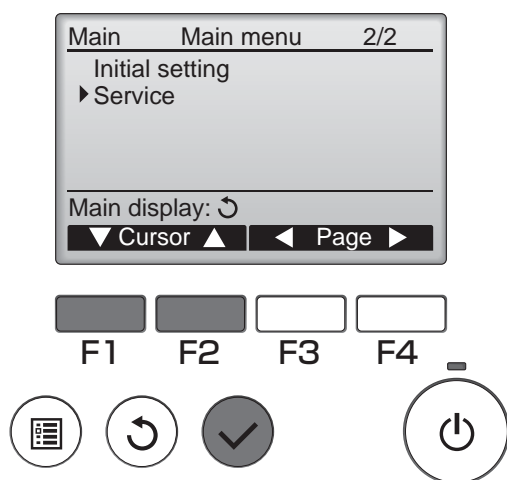 Main Main menu 2/2
Initial setting
Service
Main display:
Cursor Page
F1 F2 F3 F4